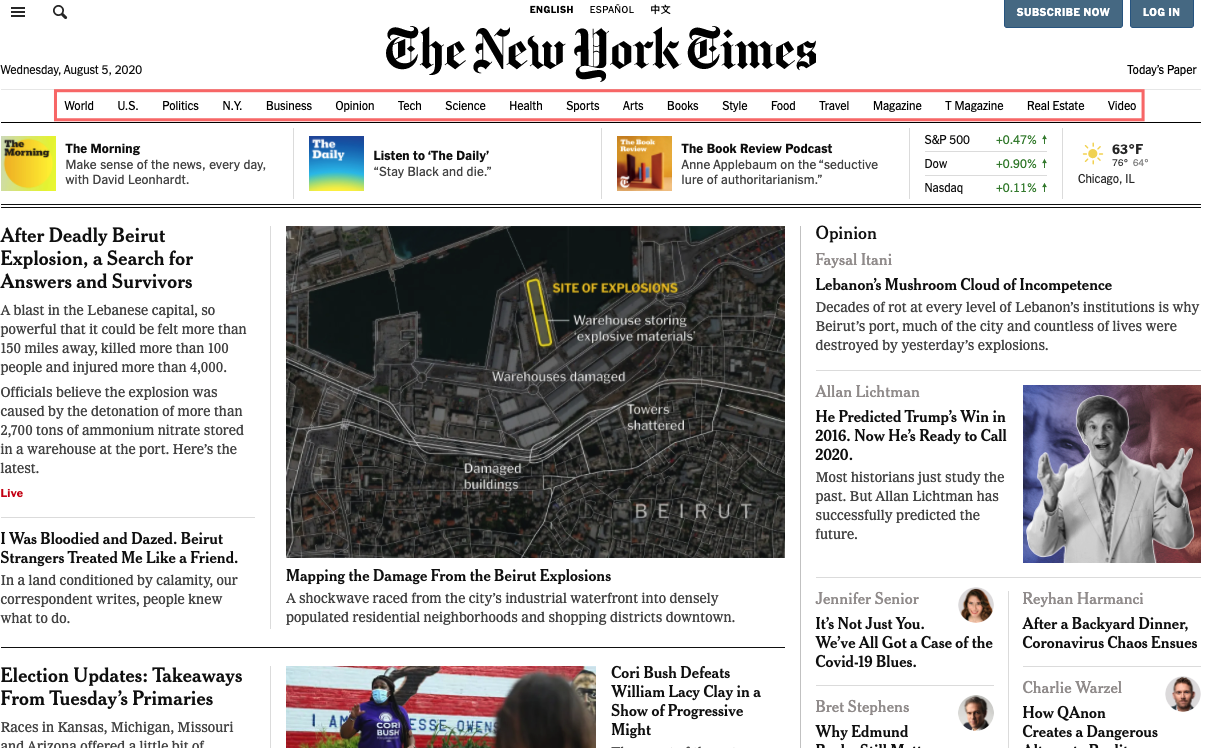 ENGLISH ESPAÑOL 中文
SUBSCRIBE NOW LOG IN
The New York Times
Wednesday, August 5, 2020
Today's Paper
World U.S. Politics N.Y. Business Opinion Tech Science Health Sports Arts Books Style Food Travel Magazine T Magazine Real Estate Video
The
Morning
The Morning
Make sense of the news, every day,
with David Leonhardt.
The
Daily
Listen to ‘The Daily’
“Stay Black and die.”
The Book
Review
The Book Review Podcast
Anne Applebaum on the “seductive
lure of authoritarianism.”
S&P 500 +0.47% ↑
Dow +0.90% ↑
Nasdaq +0.11% ↑
63°F
76° 64°
Chicago, IL
After Deadly Beirut
Explosion, a Search for
Answers and Survivors
A blast in the Lebanese capital, so
powerful that it could be felt more than
150 miles away, killed more than 100
people and injured more than 4,000.
Officials believe the explosion was
caused by the detonation of more than
2,700 tons of ammonium nitrate stored
in a warehouse at the port. Here’s the
latest.
Live
I Was Bloodied and Dazed. Beirut
Strangers Treated Me Like a Friend.
In a land conditioned by calamity, our
correspondent writes, people knew
what to do.
SITE OF EXPLOSIONS
Warehouse storing
‘explosive materials’
Warehouses damaged
Towers
shattered
Damaged
buildings
BEIRUT
Mapping the Damage From the Beirut Explosions
A shockwave raced from the city’s industrial waterfront into densely
populated residential neighborhoods and shopping districts downtown.
Opinion
Faysal Itani
Lebanon’s Mushroom Cloud of Incompetence
Decades of rot at every level of Lebanon’s institutions is why
Beirut’s port, much of the city and countless of lives were
destroyed by yesterday’s explosions.
Allan Lichtman
He Predicted Trump’s Win in
2016. Now He’s Ready to Call
2020.
Most historians just study the
past. But Allan Lichtman has
successfully predicted the
future.
Jennifer Senior
It’s Not Just You.
We’ve All Got a Case of the
Covid-19 Blues.
Reyhan Harmanci
After a Backyard Dinner,
Coronavirus Chaos Ensues
Bret Stephens
Why Edmund
Charlie Warzel
How QAnon
Creates a Dangerous
Election Updates: Takeaways
From Tuesday’s Primaries
Races in Kansas, Michigan, Missouri
and Arizona offered a little bit of
I AM
ESSE OWENS
CORI
BUSH
Cori Bush Defeats
William Lacy Clay in a
Show of Progressive
Might